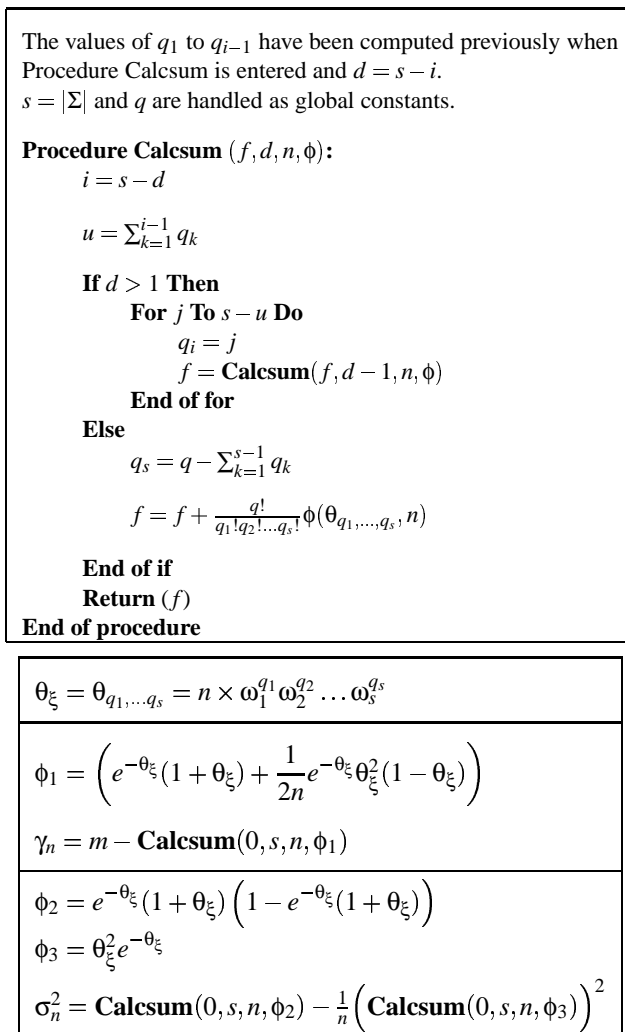 The values of q₁ to qᵢ₋₁ have been computed previously when
Procedure Calcsum is entered and d = s − i.
s = |Σ| and q are handled as global constants.
Procedure Calcsum (f, d, n, ϕ):
i = s − d
u = ∑_{k=1}^{i−1} q_k
If d > 1 Then
For j To s − u Do
q_i = j
f = Calcsum(f, d − 1, n, ϕ)
End of for
Else
q_s = q − ∑_{k=1}^{s−1} q_k
f = f + \frac{q!}{q_1!q_2!...q_s!} ϕ(θ_{q_1,...,q_s}, n)
End of if
Return (f)
End of procedure
θ_ξ = θ_{q_1,...q_s} = n × ω_1^{q_1} ω_2^{q_2} ... ω_s^{q_s}
ϕ_1 = ( e^{−θ_ξ}(1 + θ_ξ) + \frac{1}{2n} e^{−θ_ξ} θ_ξ^2 (1 − θ_ξ) )
γ_n = m − Calcsum(0, s, n, ϕ_1)
ϕ_2 = e^{−θ_ξ}(1 + θ_ξ) ( 1 − e^{−θ_ξ}(1 + θ_ξ) )
ϕ_3 = θ_ξ^2 e^{−θ_ξ}
σ_n^2 = Calcsum(0, s, n, ϕ_2) − \frac{1}{n} ( Calcsum(0, s, n, ϕ_3) )^2